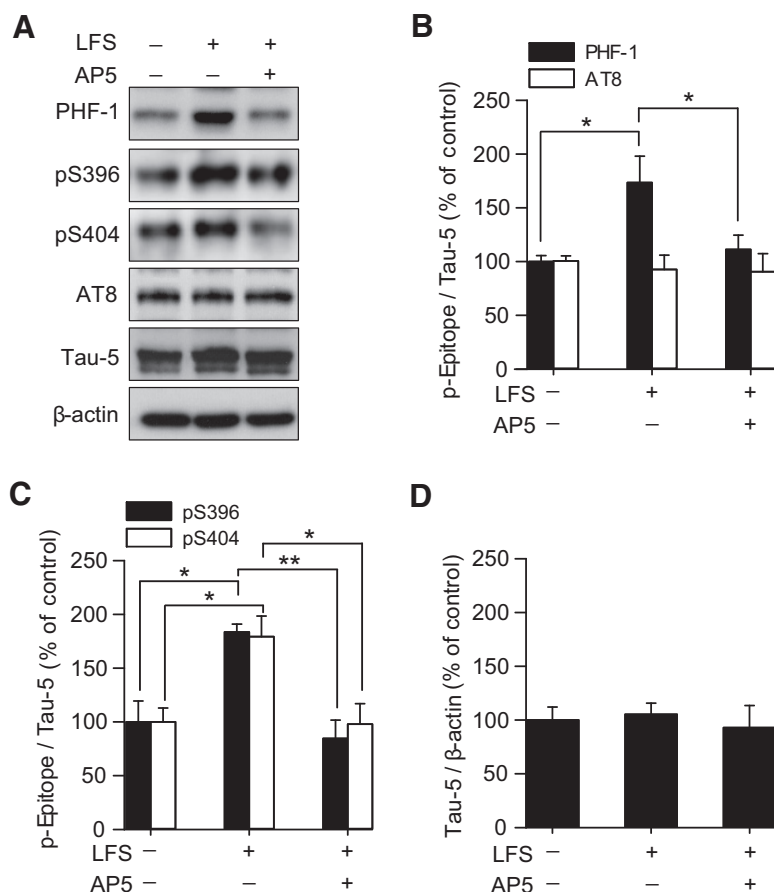 A
LFS – + +
AP5 – – +
PHF-1
pS396
pS404
AT8
Tau-5
β-actin
B
PHF-1
AT8
p-Epitope / Tau-5 (% of control)
250
200
150
100
50
0
* *
LFS – + +
AP5 – – +
C
pS396
pS404
p-Epitope / Tau-5 (% of control)
250
200
150
100
50
0
* * ** *
LFS – + +
AP5 – – +
D
Tau-5 / β-actin (% of control)
250
200
150
100
50
0
LFS – + +
AP5 – – +